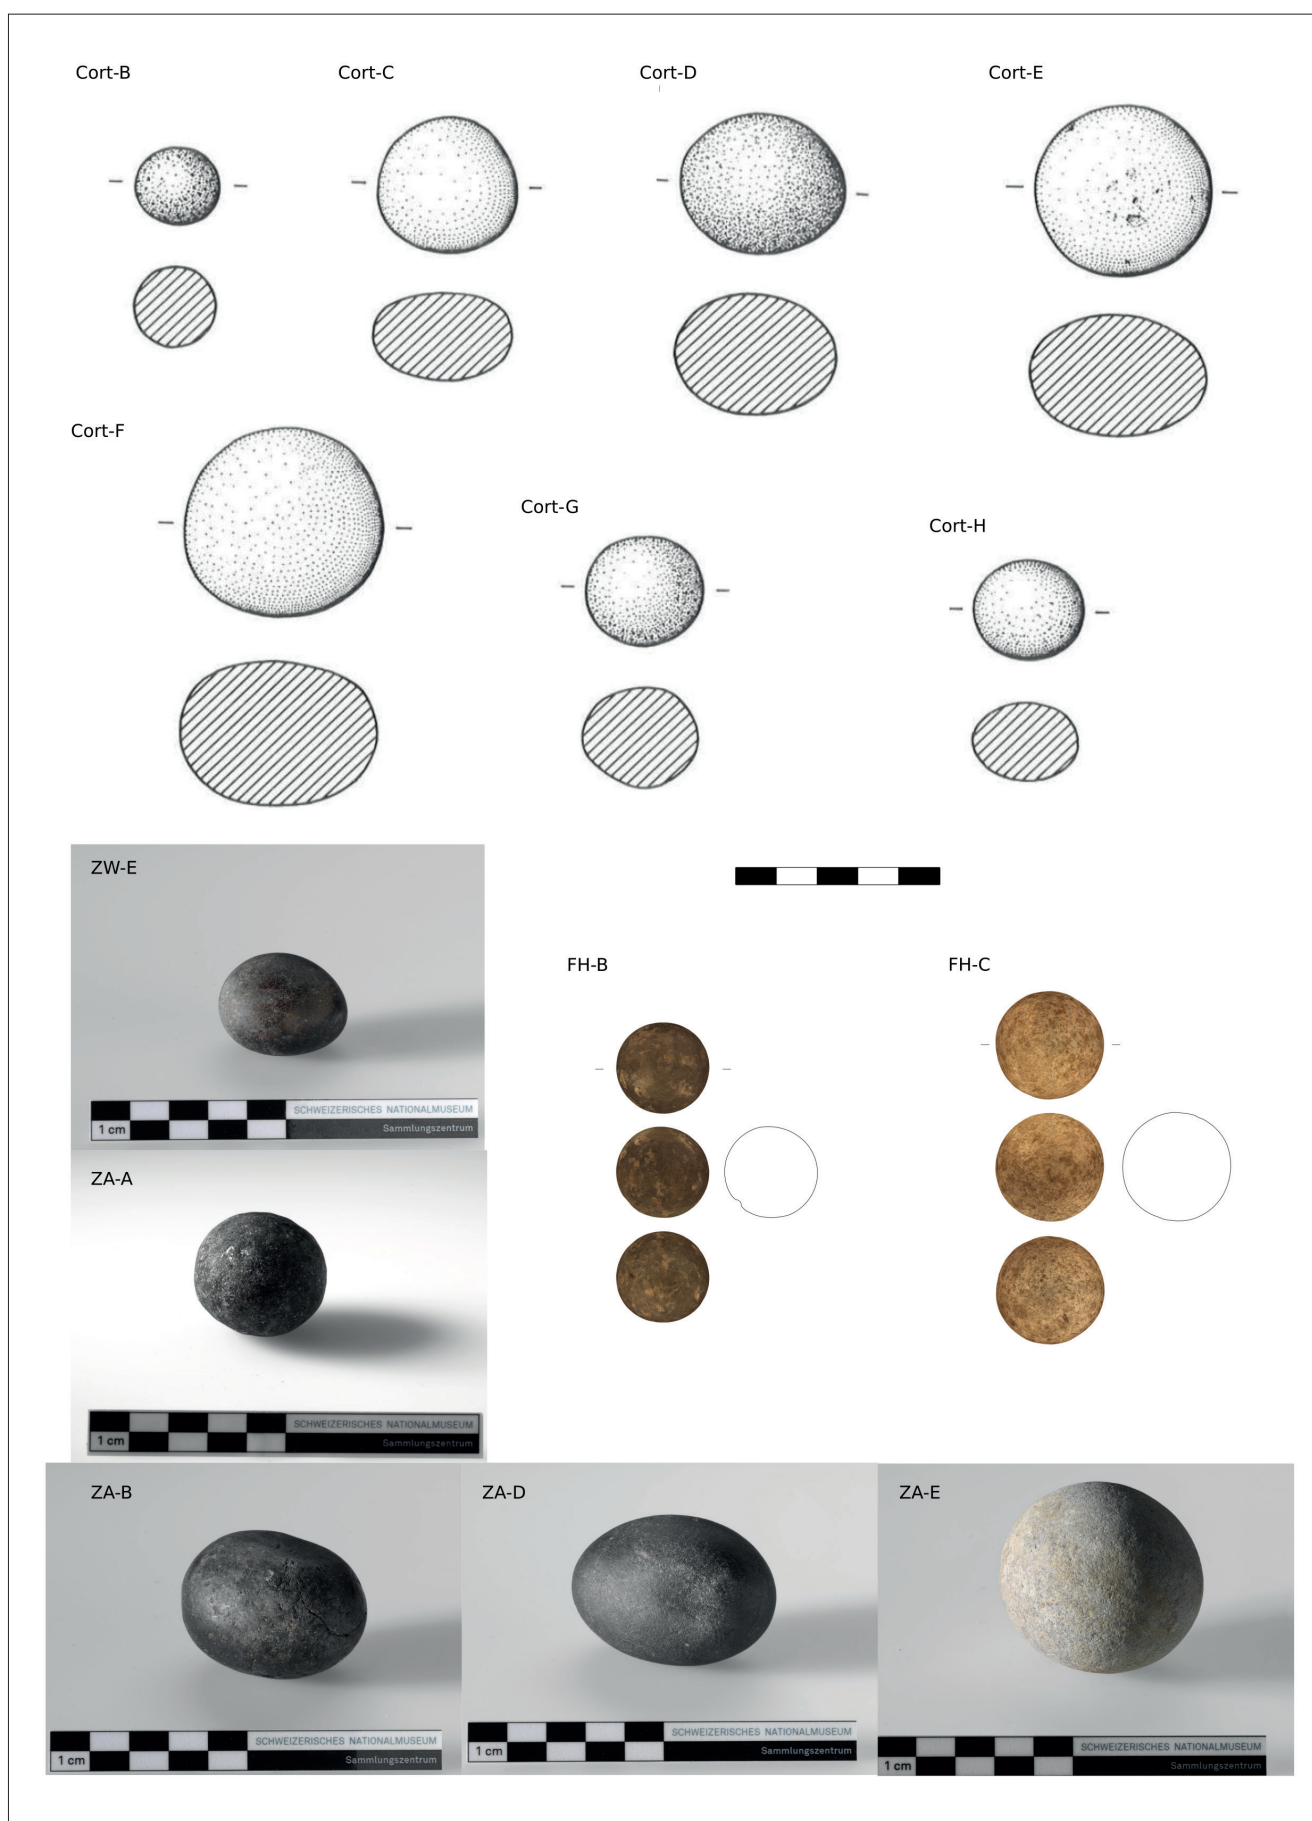 Cort-B
Cort-C
Cort-D
Cort-E
Cort-F
Cort-G
Cort-H
ZW-E
SCHWEIZERISCHES NATIONALMUSEUM
1 cm
Sammlungszentrum
FH-B
FH-C
ZA-A
SCHWEIZERISCHES NATIONALMUSEUM
1 cm
Sammlungszentrum
ZA-B
SCHWEIZERISCHES NATIONALMUSEUM
1 cm
Sammlungszentrum
ZA-D
SCHWEIZERISCHES NATIONALMUSEUM
1 cm
Sammlungszentrum
ZA-E
SCHWEIZERISCHES NATIONALMUSEUM
1 cm
Sammlungszentrum